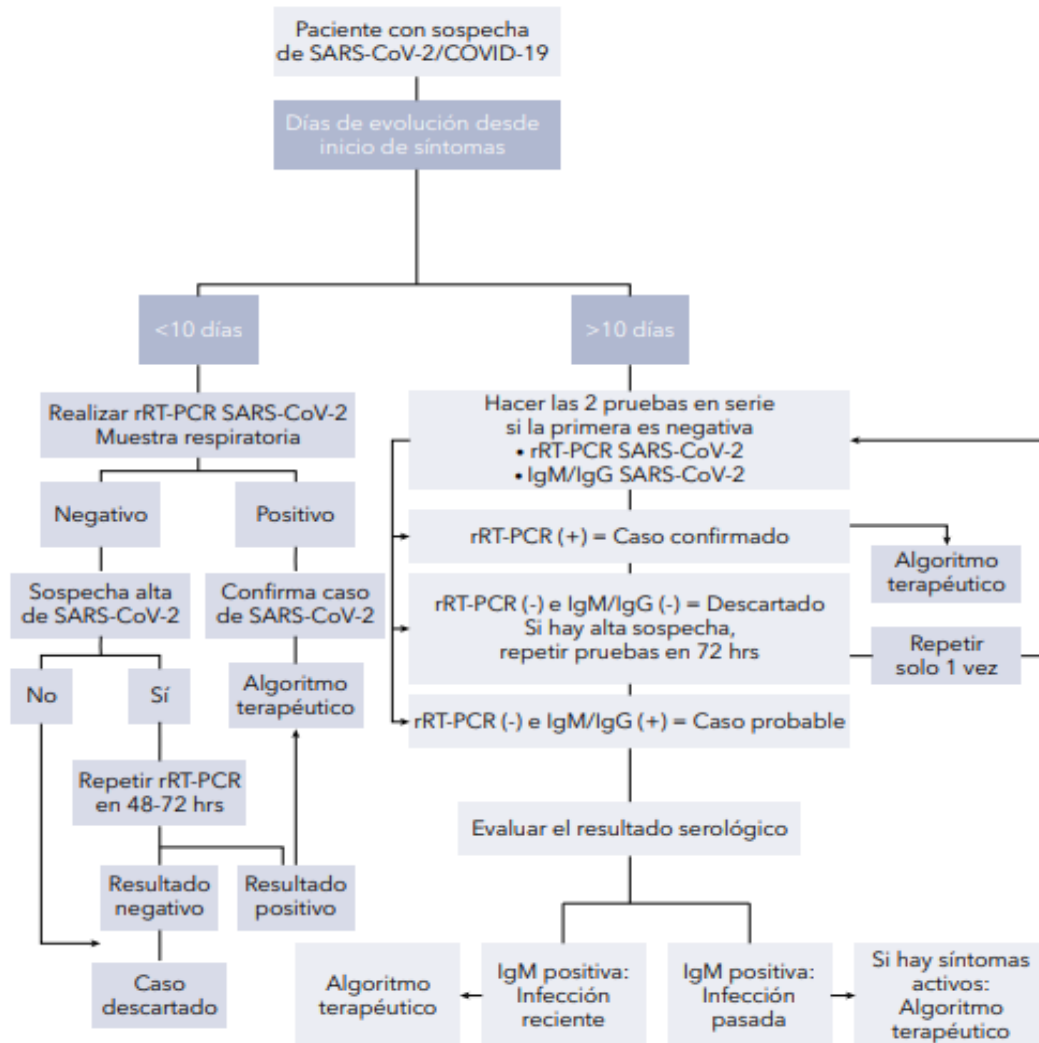 Paciente con sospecha
de SARS-CoV-2/COVID-19
Días de evolución desde
inicio de síntomas
<10 días
Realizar rRT-PCR SARS-CoV-2
Muestra respiratoria
Negativo
Positivo
Sospecha alta
de SARS-CoV-2
Confirma caso
de SARS-CoV-2
No
Sí
Algoritmo
terapéutico
Repetir rRT-PCR
en 48-72 hrs
Resultado
negativo
Resultado
positivo
Caso
descartado
>10 días
Hacer las 2 pruebas en serie
si la primera es negativa
• rRT-PCR SARS-CoV-2
• IgM/IgG SARS-CoV-2
rRT-PCR (+) = Caso confirmado
Algoritmo
terapéutico
rRT-PCR (-) e IgM/IgG (-) = Descartado
Si hay alta sospecha,
repetir pruebas en 72 hrs
Repetir
solo 1 vez
rRT-PCR (-) e IgM/IgG (+) = Caso probable
Evaluar el resultado serológico
Algoritmo
terapéutico
IgM positiva:
Infección
reciente
IgM positiva:
Infección
pasada
Si hay síntomas
activos:
Algoritmo
terapéutico